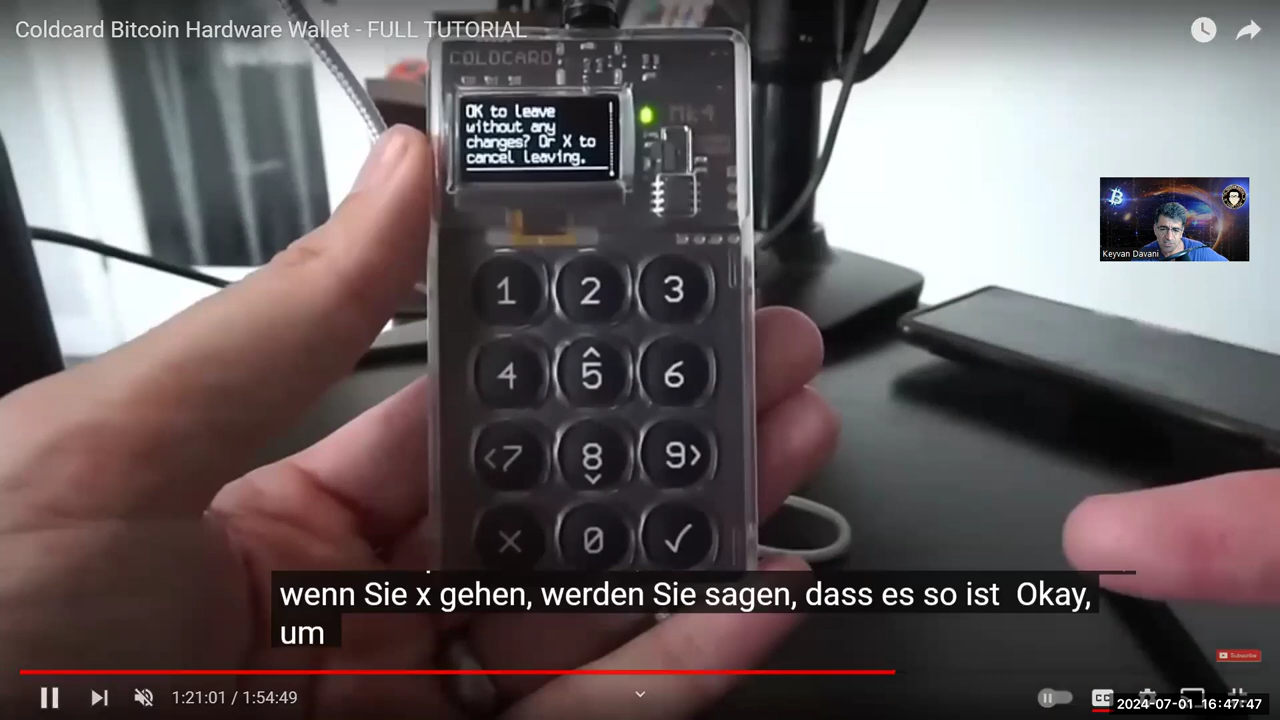 Coldcard Bitcoin Hardware Wallet - FULL TUTORIAL
COLDCARD
Mk4
OK to leave
without any
changes? Or X to
cancel leaving.
Keyvan Davani
1
2
3
4
5
6
<7
8
9>
X
0
✓
wenn Sie x gehen, werden Sie sagen, dass es so ist Okay,
um
Subscribe
1:21:01 / 1:54:49
CC
2024-07-01 16:47:47